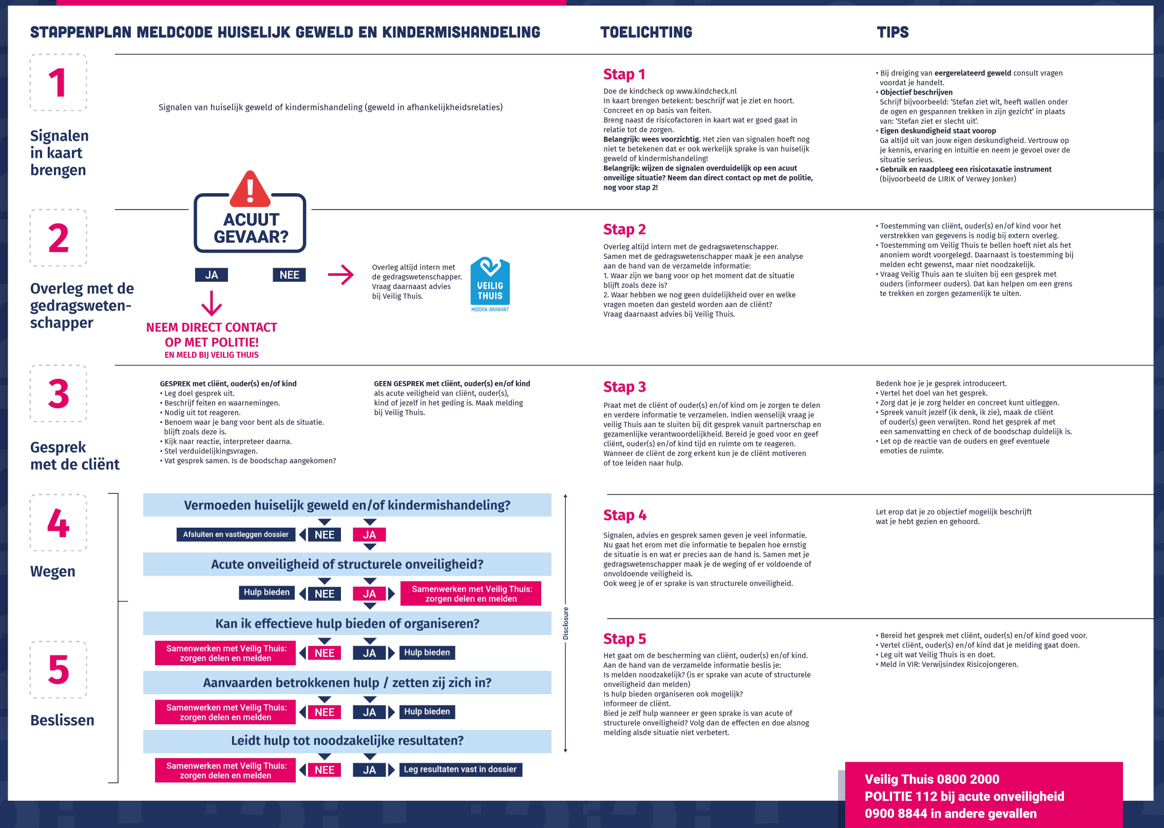 STAPPENPLAN MELDCODE HUISELIJK GEWELD EN KINDERMISHANDELING
TOELICHTING
TIPS
1
Signalen
in kaart
brengen
Signalen van huiselijk geweld of kindermishandeling (geweld in afhankelijkheidsrelaties)
Stap 1
Doe de kindcheck op www.kindcheck.nl
In kaart brengen betekent: beschrijf wat je ziet en hoort.
Concreet en op basis van feiten.
Breng naast de risicofactoren in kaart wat er goed gaat in
relatie tot de zorgen.
Belangrijk: wees voorzichtig. Het zien van signalen hoeft nog
niet te betekenen dat er ook werkelijk sprake is van huiselijk
geweld of kindermishandeling!
Belangrijk: wijzen de signalen overduidelijk op een acuut
onveilige situatie? Neem dan direct contact op met de politie,
nog voor stap 2!
• Bij dreiging van eergerelateerd geweld consult vragen
voordat je handelt.
• Objectief beschrijven
Schrijf bijvoorbeeld: ‘Stefan ziet wit, heeft wallen onder
de ogen en gespannen trekken in zijn gezicht’ in plaats
van: ‘Stefan ziet er slecht uit’.
• Eigen deskundigheid staat voorop
Ga altijd uit van jouw eigen deskundigheid. Vertrouw op
je kennis, ervaring en intuïtie en neem je gevoel over de
situatie serieus.
• Gebruik en raadpleeg een risicotaxatie instrument
(bijvoorbeeld de LIRIK of Verwey Jonker)
2
Overleg met de
gedragsweten-
schapper
ACUUT
GEVAAR?
JA
NEE
NEEM DIRECT CONTACT
OP MET POLITIE!
EN MELD BIJ VEILIG THUIS
Overleg altijd intern met
de gedragswetenschapper.
Vraag daarnaast advies
bij Veilig Thuis.
VEILIG
THUIS
MIDDEN-BRABANT
Stap 2
Overleg altijd intern met de gedragswetenschapper.
Samen met de gedragswetenschapper maak je een analyse
aan de hand van de verzamelde informatie:
1. Waar zijn we bang voor op het moment dat de situatie
blijft zoals deze is?
2. Waar hebben we nog geen duidelijkheid over en welke
vragen moeten dan gesteld worden aan de cliënt?
Vraag daarnaast advies bij Veilig Thuis.
• Toestemming van cliënt, ouder(s) en/of kind voor het
verstrekken van gegevens is nodig bij extern overleg.
• Toestemming om Veilig Thuis te bellen hoeft niet als het
anoniem wordt voorgelegd. Daarnaast is toestemming bij
melden echt gewenst, maar niet noodzakelijk.
• Vraag Veilig Thuis aan te sluiten bij een gesprek met
ouders (informeer ouders). Dat kan helpen om een grens
te trekken en zorgen gezamenlijk te uiten.
3
Gesprek
met de cliënt
GESPREK met cliënt, ouder(s) en/of kind
• Leg doel gesprek uit.
• Beschrijf feiten en waarnemingen.
• Nodig uit tot reageren.
• Benoem waar je bang voor bent als de situatie.
blijft zoals deze is.
• Kijk naar reactie, interpreteer daarna.
• Stel verduidelijkingsvragen.
• Vat gesprek samen. Is de boodschap aangekomen?
GEEN GESPREK met cliënt, ouder(s) en/of kind
als acute veiligheid van cliënt, ouder(s),
kind of jezelf in het geding is. Maak melding
bij Veilig Thuis.
Stap 3
Praat met de cliënt of ouder(s) en/of kind om je zorgen te delen
en verdere informatie te verzamelen. Indien wenselijk vraag je
veilig Thuis aan te sluiten bij dit gesprek vanuit partnerschap en
gezamenlijke verantwoordelijkheid. Bereid je goed voor en geef
cliënt, ouder(s) en/of kind tijd en ruimte om te reageren.
Wanneer de cliënt de zorg erkent kun je de cliënt motiveren
of toe leiden naar hulp.
Bedenk hoe je je gesprek introduceert.
• Vertel het doel van het gesprek.
• Zorg dat je je zorg helder en concreet kunt uitleggen.
• Spreek vanuit jezelf (ik denk, ik zie), maak de cliënt
of ouder(s) geen verwijten. Rond het gesprek af met
een samenvatting en check of de boodschap duidelijk is.
• Let op de reactie van de ouders en geef eventuele
emoties de ruimte.
4
Wegen
Vermoeden huiselijk geweld en/of kindermishandeling?
Afsluiten en vastleggen dossier
NEE
JA
Acute onveiligheid of structurele onveiligheid?
Hulp bieden
NEE
JA
Samenwerken met Veilig Thuis:
zorgen delen en melden
Kan ik effectieve hulp bieden of organiseren?
Samenwerken met Veilig Thuis:
zorgen delen en melden
NEE
JA
Hulp bieden
Aanvaarden betrokkenen hulp / zetten zij zich in?
Samenwerken met Veilig Thuis:
zorgen delen en melden
NEE
JA
Hulp bieden
Leidt hulp tot noodzakelijke resultaten?
Samenwerken met Veilig Thuis:
zorgen delen en melden
NEE
JA
Leg resultaten vast in dossier
Disclosure
Stap 4
Signalen, advies en gesprek samen geven je veel informatie.
Nu gaat het erom met die informatie te bepalen hoe ernstig
de situatie is en wat er precies aan de hand is. Samen met je
gedragswetenschapper maak je de weging of er voldoende of
onvoldoende veiligheid is.
Ook weeg je of er sprake is van structurele onveiligheid.
Let erop dat je zo objectief mogelijk beschrijft
wat je hebt gezien en gehoord.
5
Beslissen
Stap 5
Het gaat om de bescherming van cliënt, ouder(s) en/of kind.
Aan de hand van de verzamelde informatie beslis je:
Is melden noodzakelijk? (is er sprake van acute of structurele
onveiligheid dan melden)
Is hulp bieden organiseren ook mogelijk?
Informeer de cliënt.
Bied je zelf hulp wanneer er geen sprake is van acute of
structurele onveiligheid? Volg dan de effecten en doe alsnog
melding alsde situatie niet verbetert.
• Bereid het gesprek met cliënt, ouder(s) en/of kind goed voor.
• Vertel cliënt, ouder(s) en/of kind dat je melding gaat doen.
• Leg uit wat Veilig Thuis is en doet.
• Meld in VIR: Verwijsindex Risicojongeren.
Veilig Thuis 0800 2000
POLITIE 112 bij acute onveiligheid
0900 8844 in andere gevallen